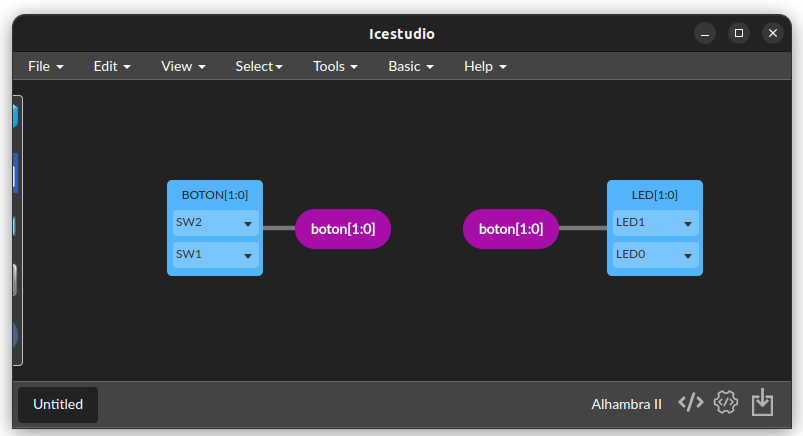 Icestudio
File Edit View Select Tools Basic Help
BOTON[1:0]
SW2
SW1
boton[1:0]
boton[1:0]
LED[1:0]
LED1
LED0
Untitled
Alhambra II